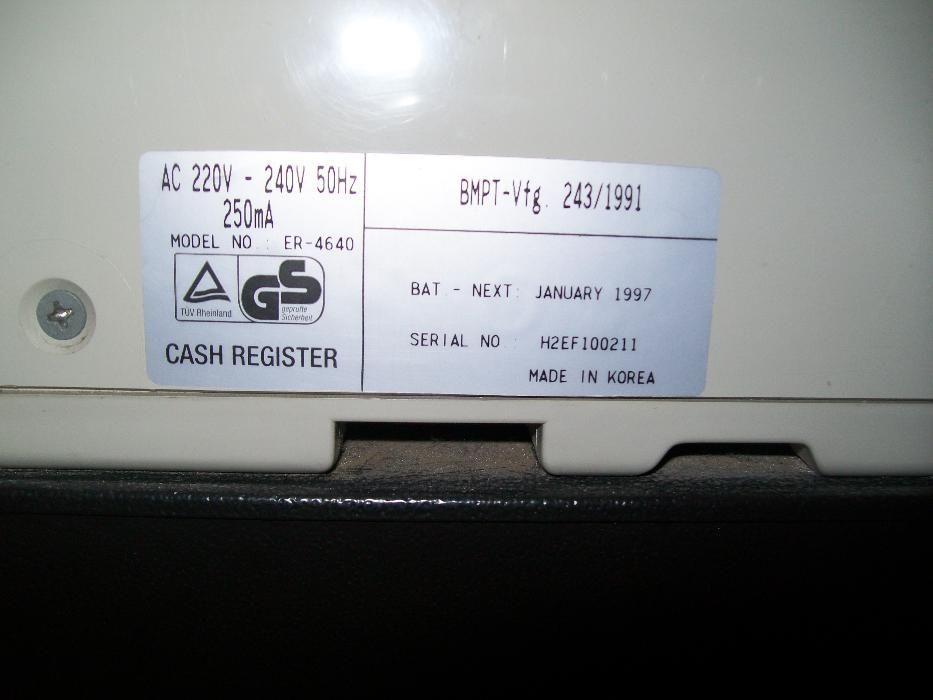 AC 220V - 240V 50Hz
250mA
MODEL NO. : ER-4640
TÜV Rheinland
GS
geprüfte
Sicherheit
CASH REGISTER
BMPT-Vfg. 243/1991
BAT.- NEXT: JANUARY 1997
SERIAL NO. : H2EF100211
MADE IN KOREA